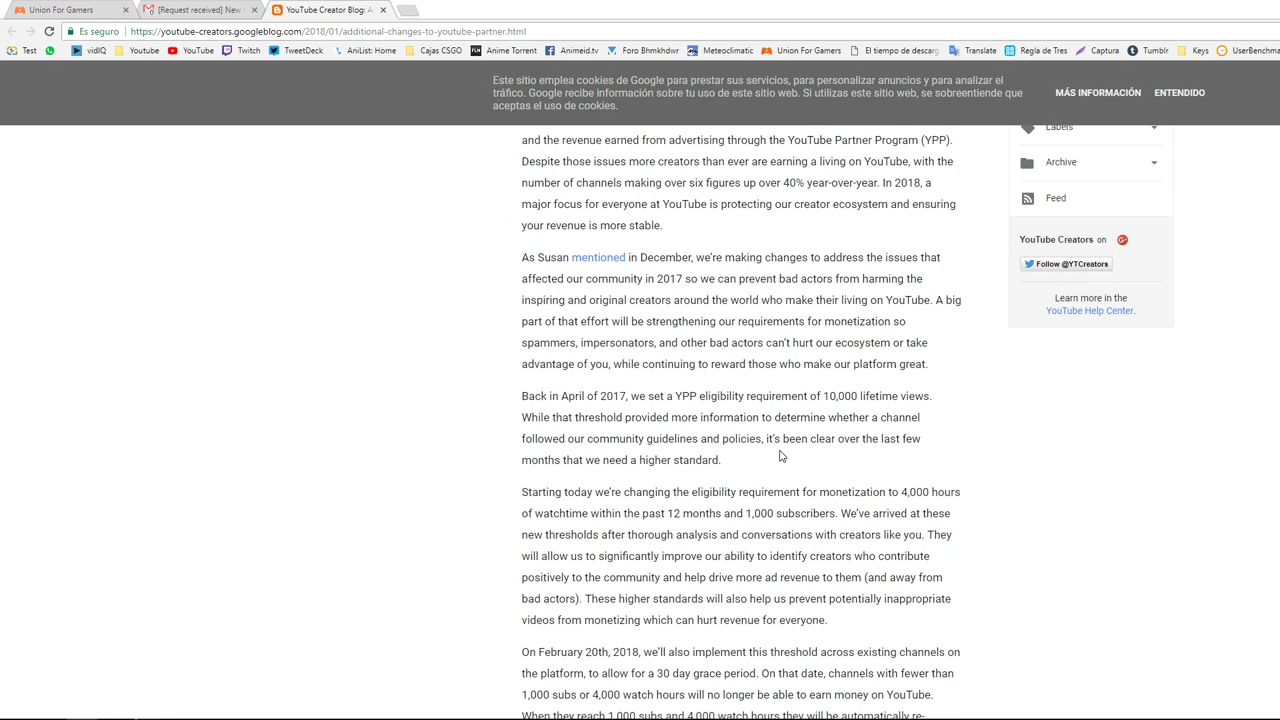 Union For Gamers
[Request received] New
YouTube Creator Blog: A
Es seguro
https://youtube-creators.googleblog.com/2018/01/additional-changes-to-youtube-partner.html
Test
vidIQ
Youtube
YouTube
Twitch
TweetDeck
AniList: Home
Cajas CSGO
Anime Torrent
Animeid.tv
Foro Bhmkhdwr
Meteoclimatic
Union For Gamers
El tiempo de descarg
Translate
Regla de Tres
Captura
Tumblr
Keys
UserBenchma
Este sitio emplea cookies de Google para prestar sus servicios, para personalizar anuncios y para analizar el
tráfico. Google recibe información sobre tu uso de este sitio web. Si utilizas este sitio web, se sobreentiende que
aceptas el uso de cookies.
MÁS INFORMACIÓN
ENTENDIDO
and the revenue earned from advertising through the YouTube Partner Program (YPP).
Despite those issues more creators than ever are earning a living on YouTube, with the
number of channels making over six figures up over 40% year-over-year. In 2018, a
major focus for everyone at YouTube is protecting our creator ecosystem and ensuring
your revenue is more stable.
As Susan mentioned in December, we're making changes to address the issues that
affected our community in 2017 so we can prevent bad actors from harming the
inspiring and original creators around the world who make their living on YouTube. A big
part of that effort will be strengthening our requirements for monetization so
spammers, impersonators, and other bad actors can't hurt our ecosystem or take
advantage of you, while continuing to reward those who make our platform great.
Back in April of 2017, we set a YPP eligibility requirement of 10,000 lifetime views.
While that threshold provided more information to determine whether a channel
followed our community guidelines and policies, it's been clear over the last few
months that we need a higher standard.
Starting today we're changing the eligibility requirement for monetization to 4,000 hours
of watchtime within the past 12 months and 1,000 subscribers. We've arrived at these
new thresholds after thorough analysis and conversations with creators like you. They
will allow us to significantly improve our ability to identify creators who contribute
positively to the community and help drive more ad revenue to them (and away from
bad actors). These higher standards will also help us prevent potentially inappropriate
videos from monetizing which can hurt revenue for everyone.
On February 20th, 2018, we'll also implement this threshold across existing channels on
the platform, to allow for a 30 day grace period. On that date, channels with fewer than
1,000 subs or 4,000 watch hours will no longer be able to earn money on YouTube.
When they reach 1,000 subs and 4,000 watch hours they will be automatically re-
Labels
Archive
Feed
YouTube Creators on
Follow @YTCreators
Learn more in the
YouTube Help Center.